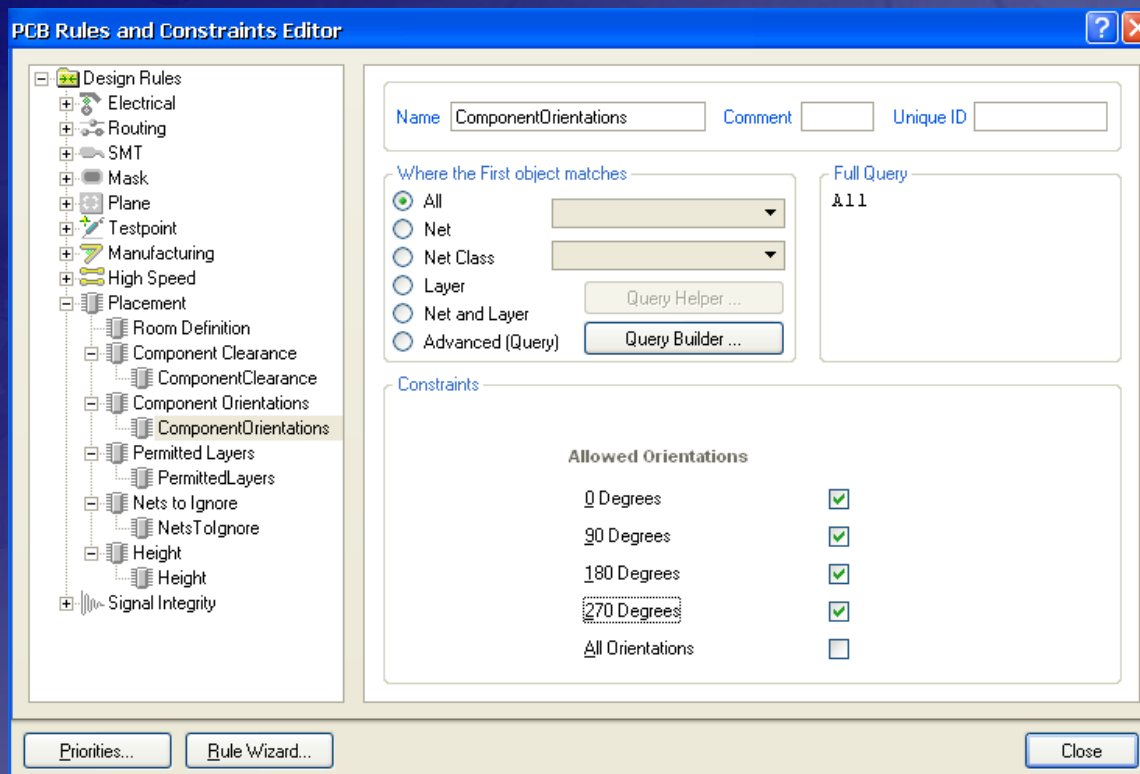 PCB Rules and Constraints Editor
Design Rules
Electrical
Routing
SMT
Mask
Plane
Testpoint
Manufacturing
High Speed
Placement
Room Definition
Component Clearance
ComponentClearance
Component Orientations
ComponentOrientations
Permitted Layers
PermittedLayers
Nets to Ignore
NetsToIgnore
Height
Height
Signal Integrity
Name ComponentOrientations Comment Unique ID
Where the First object matches
All
Net
Net Class
Layer
Net and Layer
Advanced (Query)
Query Helper ...
Query Builder ...
Full Query
All
Constraints
Allowed Orientations
0 Degrees
90 Degrees
180 Degrees
270 Degrees
All Orientations
Priorities...
Rule Wizard...
Close